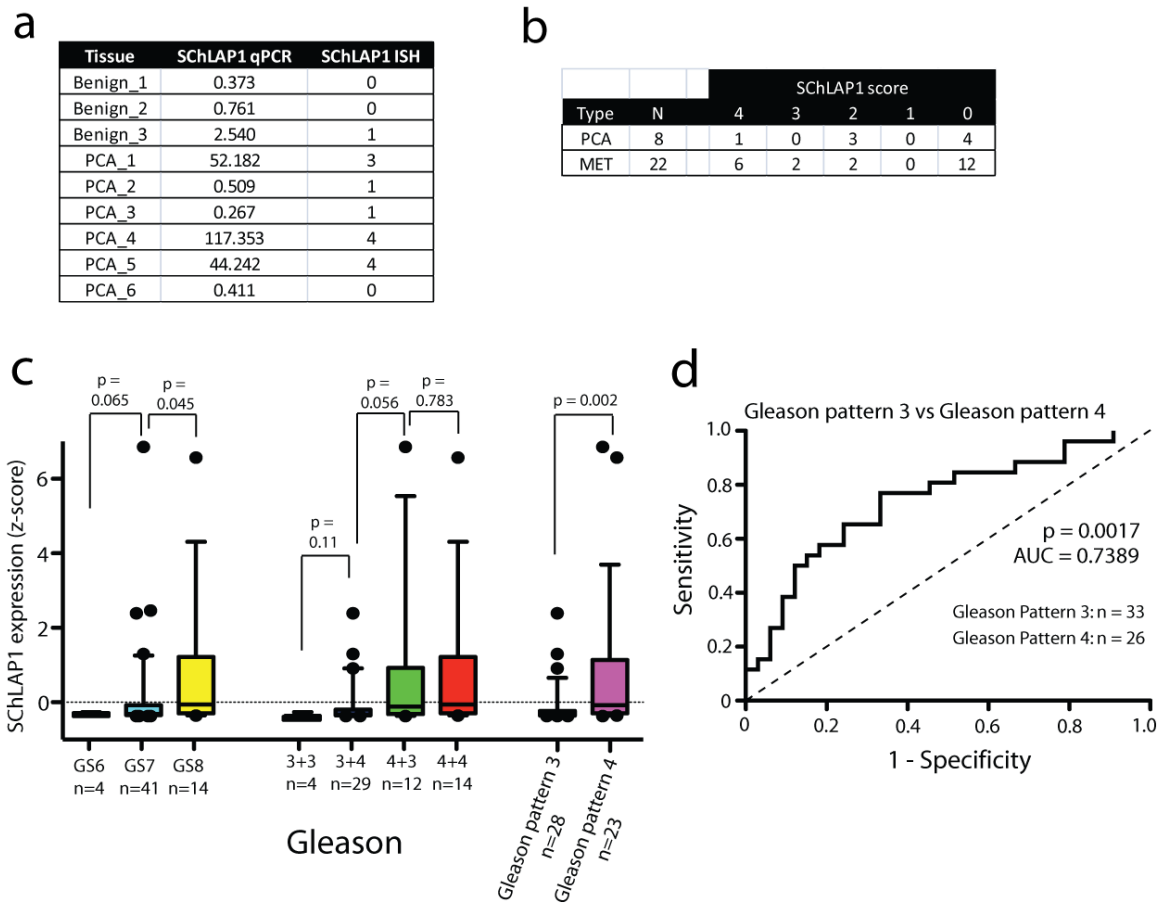 a
Tissue SChLAP1 qPCR SChLAP1 ISH
Benign_1 0.373 0
Benign_2 0.761 0
Benign_3 2.540 1
PCA_1 52.182 3
PCA_2 0.509 1
PCA_3 0.267 1
PCA_4 117.353 4
PCA_5 44.242 4
PCA_6 0.411 0
b
SChLAP1 score
Type N 4 3 2 1 0
PCA 8 1 0 3 0 4
MET 22 6 2 2 0 12
c
SChLAP1 expression (z-score)
6
4
2
0
p =
0.065
p =
0.045
p =
0.11
p =
0.056
p =
0.783
p = 0.002
GS6
n=4
GS7
n=41
GS8
n=14
3+3
n=4
3+4
n=29
4+3
n=12
4+4
n=14
Gleason pattern 3
n=28
Gleason pattern 4
n=23
Gleason
d
Gleason pattern 3 vs Gleason pattern 4
Sensitivity
1.0
0.8
0.6
0.4
0.2
0
p = 0.0017
AUC = 0.7389
Gleason Pattern 3: n = 33
Gleason Pattern 4: n = 26
0 0.2 0.4 0.6 0.8 1.0
1 - Specificity